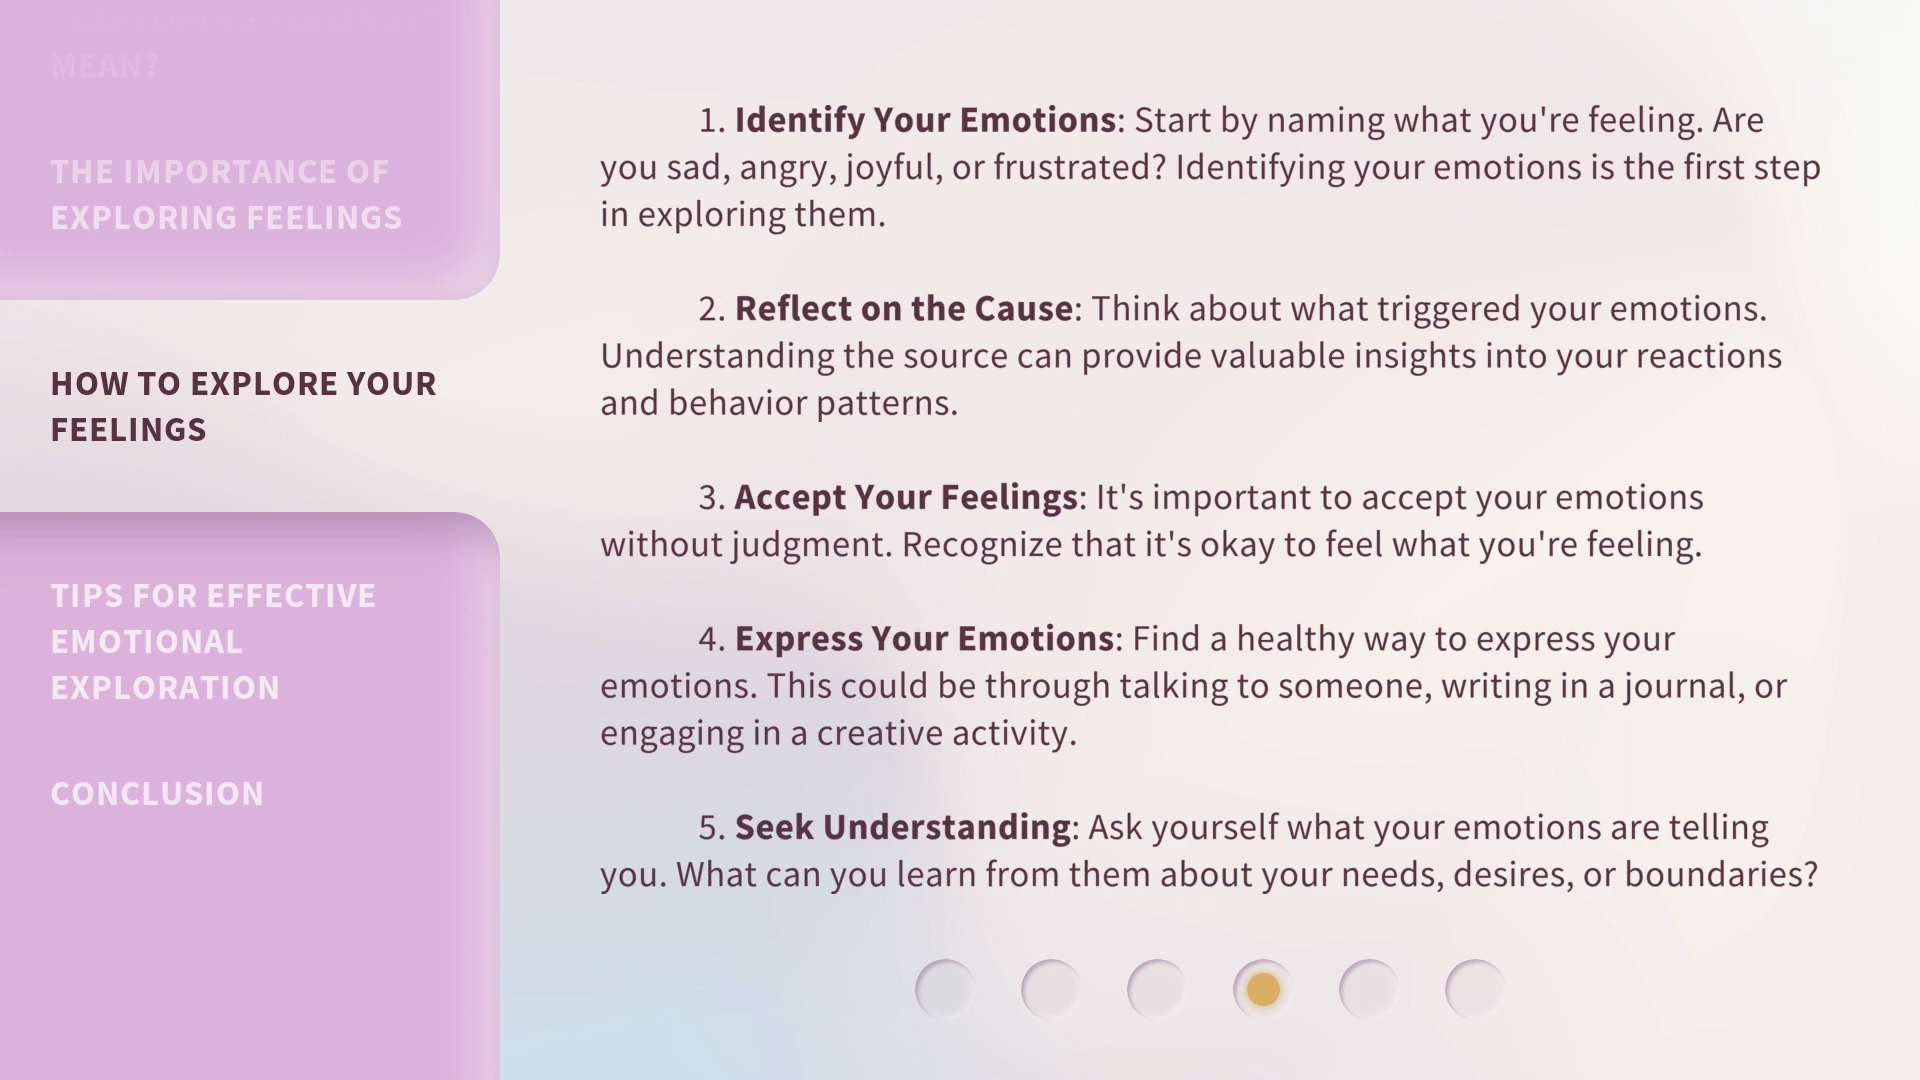 MEAN?
THE IMPORTANCE OF
EXPLORING FEELINGS
HOW TO EXPLORE YOUR
FEELINGS
TIPS FOR EFFECTIVE
EMOTIONAL
EXPLORATION
CONCLUSION
1. Identify Your Emotions: Start by naming what you're feeling. Are
you sad, angry, joyful, or frustrated? Identifying your emotions is the first step
in exploring them.
2. Reflect on the Cause: Think about what triggered your emotions.
Understanding the source can provide valuable insights into your reactions
and behavior patterns.
3. Accept Your Feelings: It's important to accept your emotions
without judgment. Recognize that it's okay to feel what you're feeling.
4. Express Your Emotions: Find a healthy way to express your
emotions. This could be through talking to someone, writing in a journal, or
engaging in a creative activity.
5. Seek Understanding: Ask yourself what your emotions are telling
you. What can you learn from them about your needs, desires, or boundaries?